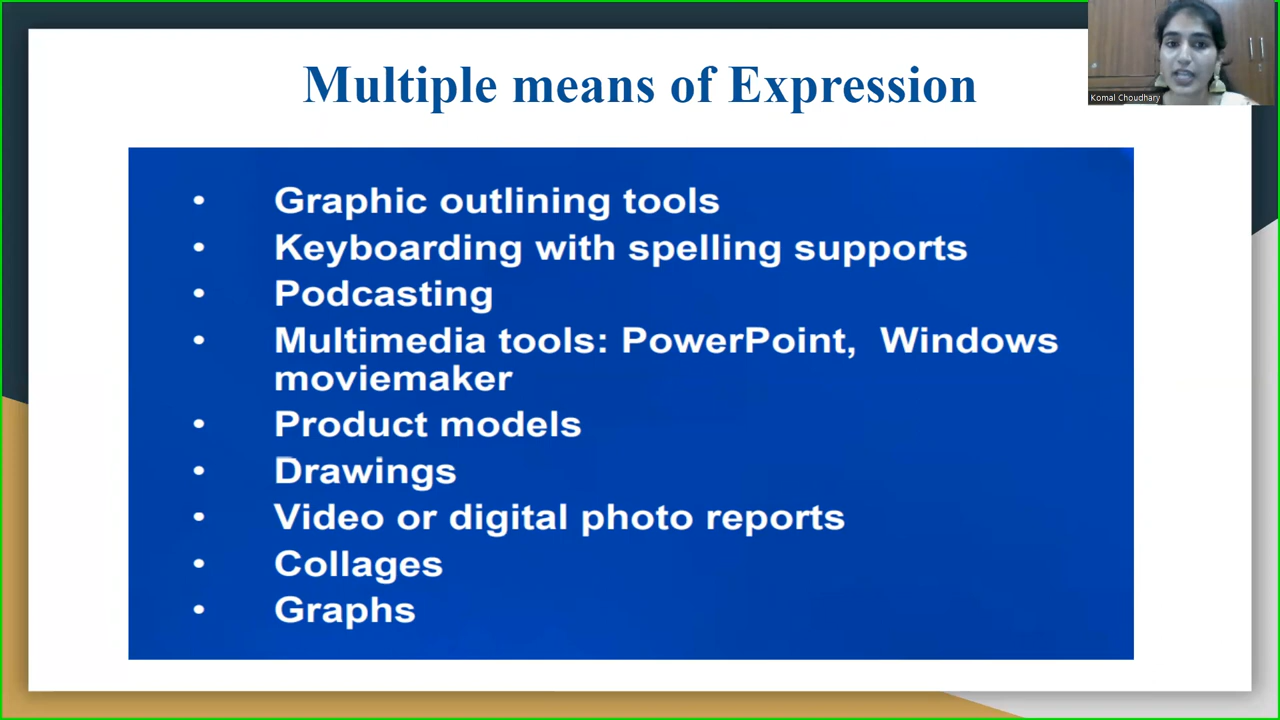 Multiple means of Expression
Komal Choudhary
• Graphic outlining tools
• Keyboarding with spelling supports
• Podcasting
• Multimedia tools: PowerPoint,  Windows
moviemaker
• Product models
• Drawings
• Video or digital photo reports
• Collages
• Graphs